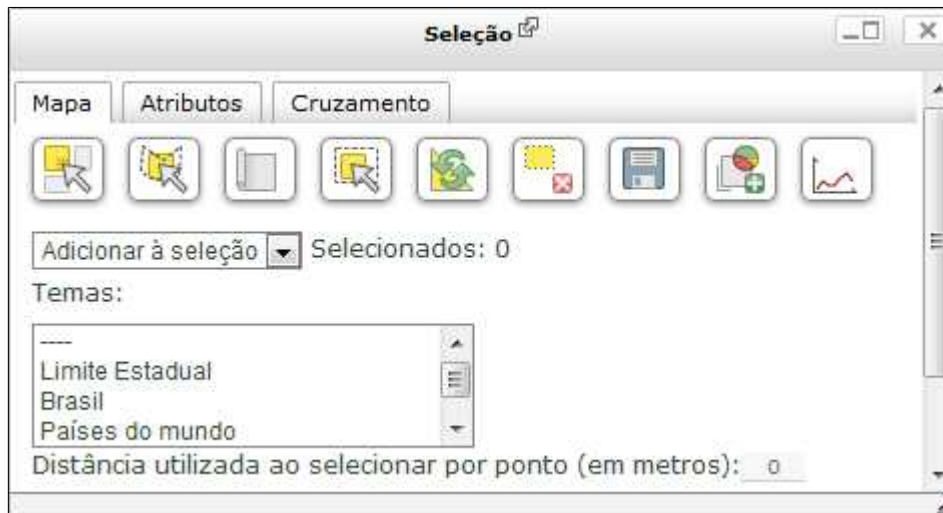 Seleção
Mapa Atributos Cruzamento
Adicionar à seleção Selecionados: 0
Temas:
----
Limite Estadual
Brasil
Países do mundo
Distância utilizada ao selecionar por ponto (em metros): 0